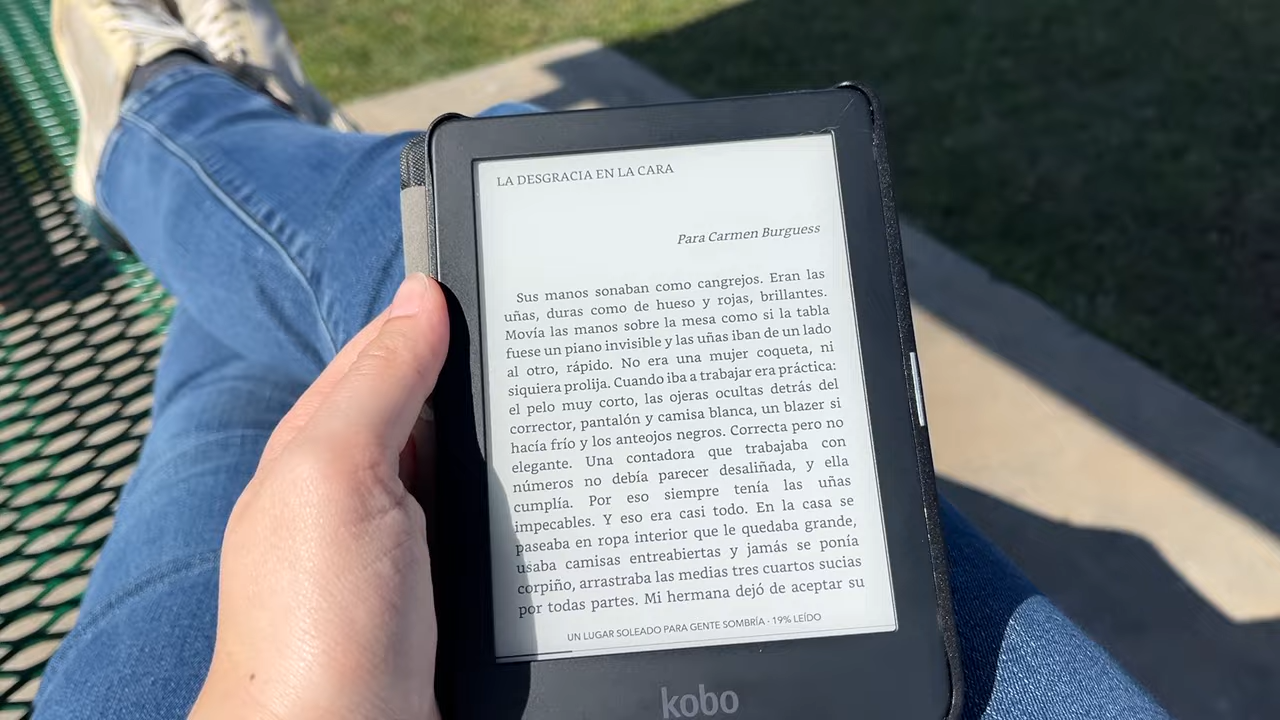 LA DESGRACIA EN LA CARA
Para Carmen Burguess
Sus manos sonaban como cangrejos. Eran las
uñas, duras como de hueso y rojas, brillantes.
Movía las manos sobre la mesa como si la tabla
fuese un piano invisible y las uñas iban de un lado
al otro, rápido. No era una mujer coqueta, ni
siquiera prolija. Cuando iba a trabajar era práctica:
el pelo muy corto, las ojeras ocultas detrás del
corrector, pantalón y camisa blanca, un blazer si
hacía frío y los anteojos negros. Correcta pero no
elegante. Una contadora que trabajaba con
números no debía parecer desaliñada, y ella
cumplía. Por eso siempre tenía las uñas
impecables. Y eso era casi todo. En la casa se
paseaba en ropa interior que le quedaba grande,
usaba camisas entreabiertas y jamás se ponía
corpiño, arrastraba las medias tres cuartos sucias
por todas partes. Mi hermana dejó de aceptar su
UN LUGAR SOLEADO PARA GENTE SOMBRÍA · 19% LEÍDO
kobo